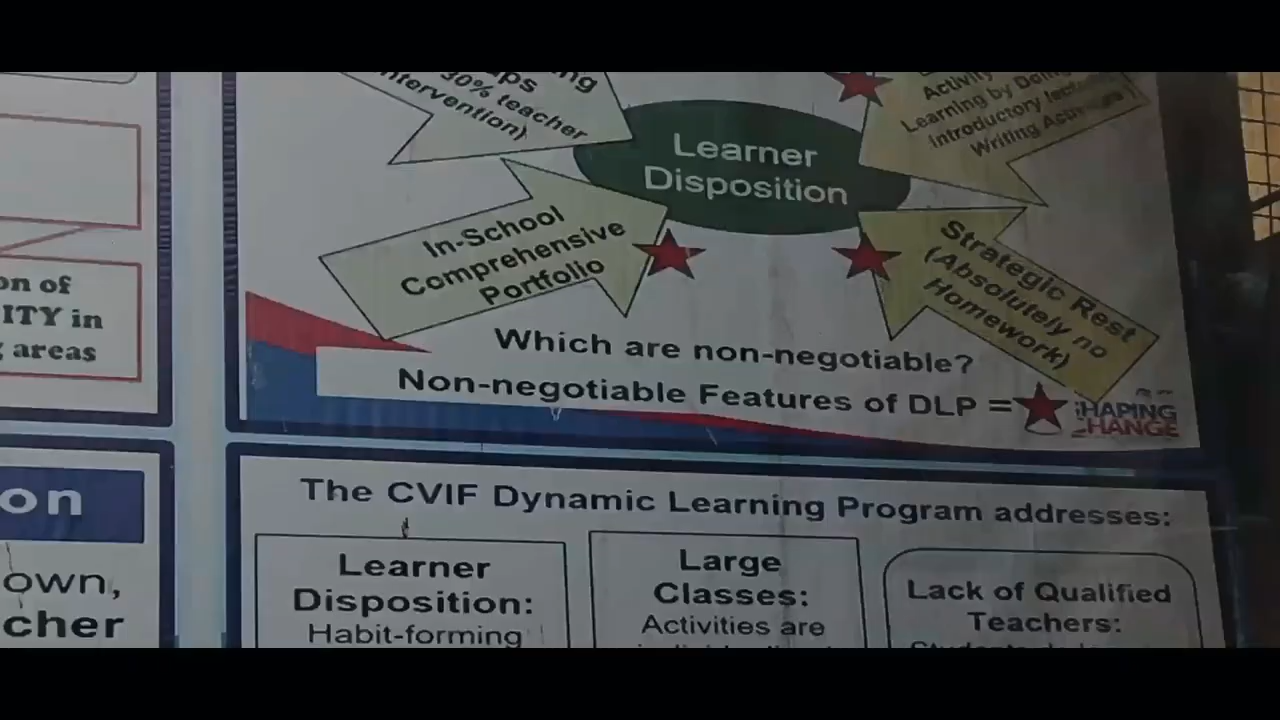 30% teacher
intervention)
Activity
Learning by Doing
Introductory
Writing
Learner
Disposition
In-School
Comprehensive
Portfolio
Strategic Rest
(Absolutely no
Homework)
Which are non-negotiable?
Non-negotiable Features of DLP =
HAPING
HANGE
on of
ITY in
areas
on
own,
cher
The CVIF Dynamic Learning Program addresses:
Learner
Disposition:
Habit-forming
Large
Classes:
Activities are
Lack of Qualified
Teachers: